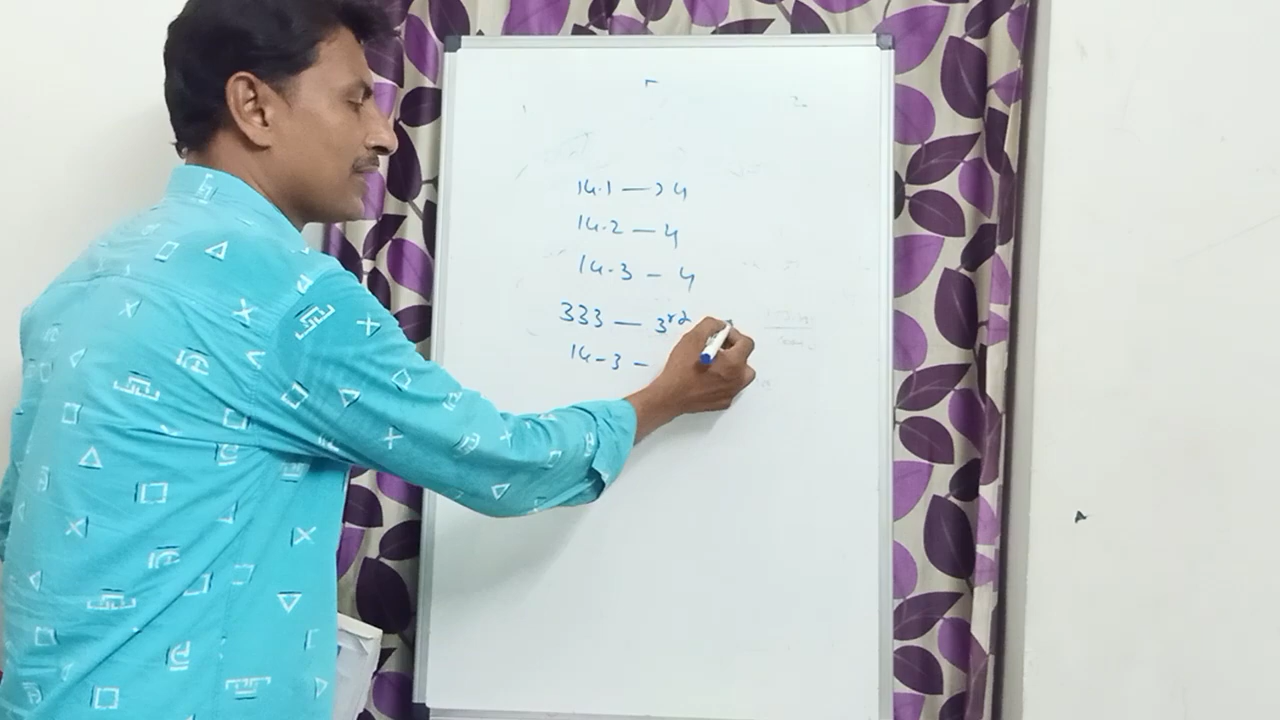 14.1 —> 4
14.2 — 4
14.3 — 4
333 — 3rd
14-3 —